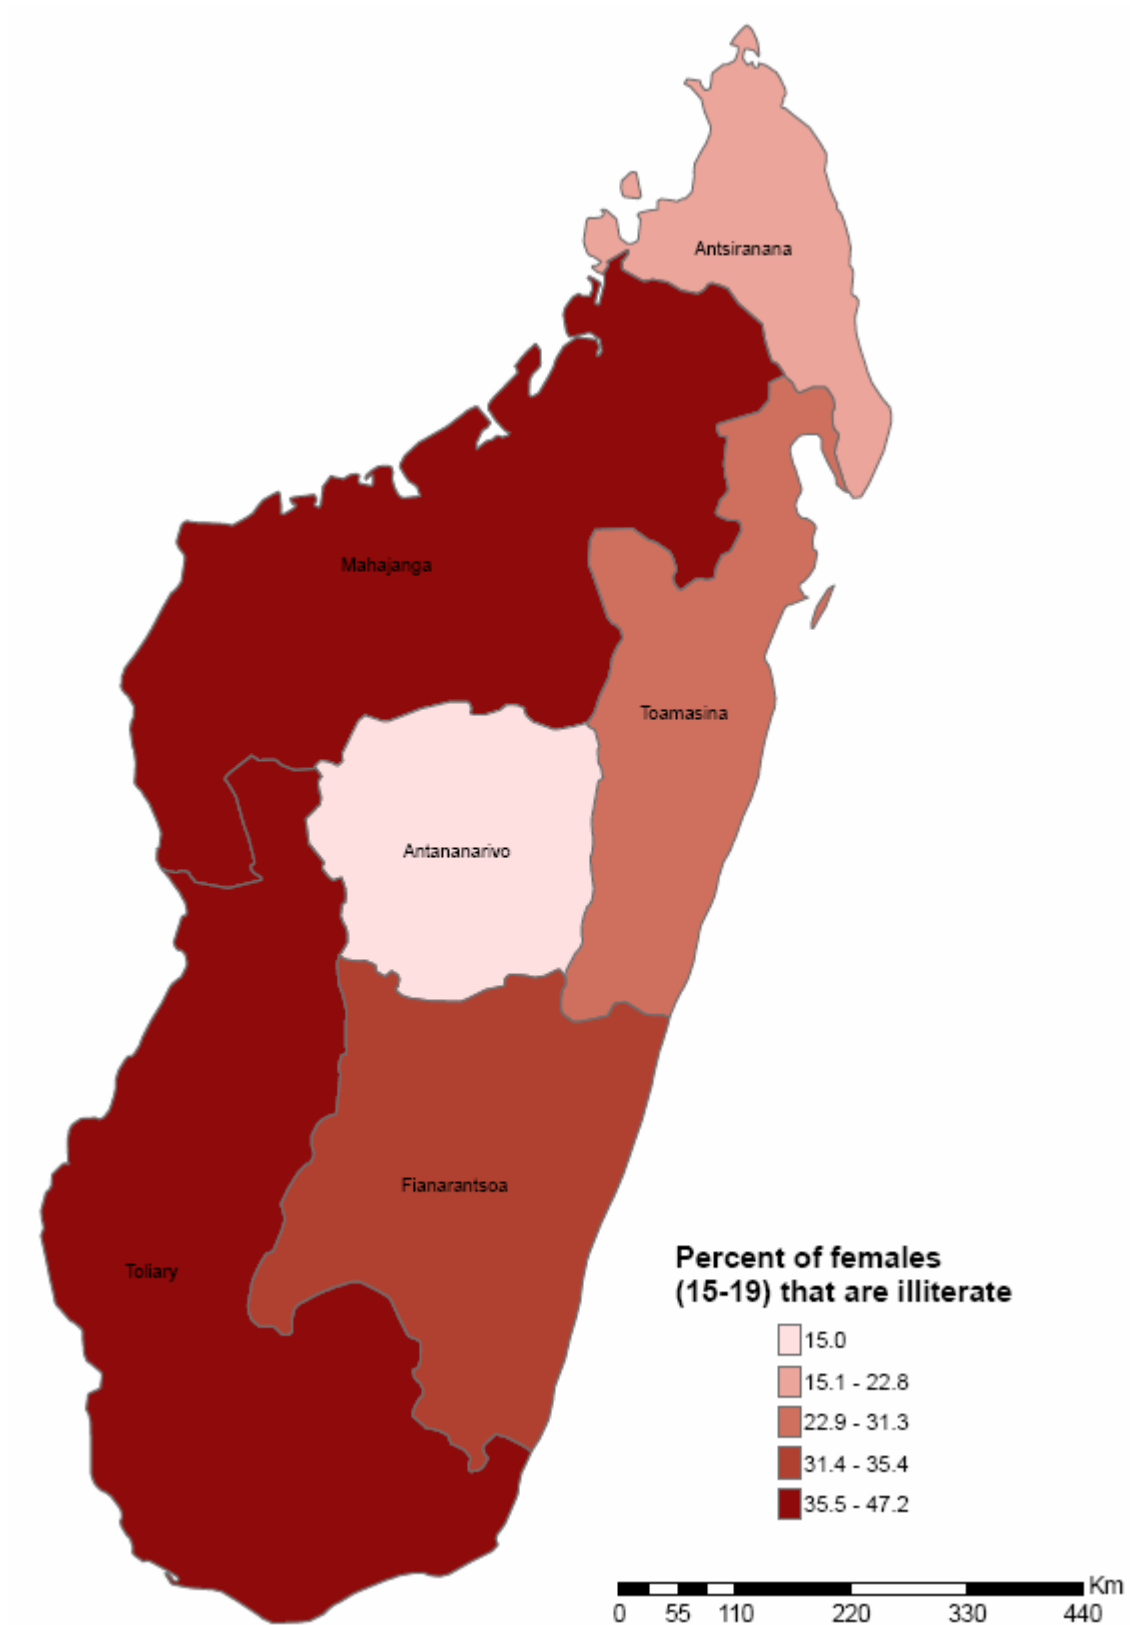 Antsiranana
Mahajanga
Toamasina
Antananarivo
Fianarantsoa
Toliary
Percent of females
(15-19) that are illiterate
15.0
15.1 - 22.8
22.9 - 31.3
31.4 - 35.4
35.5 - 47.2
Km
0 55 110 220 330 440